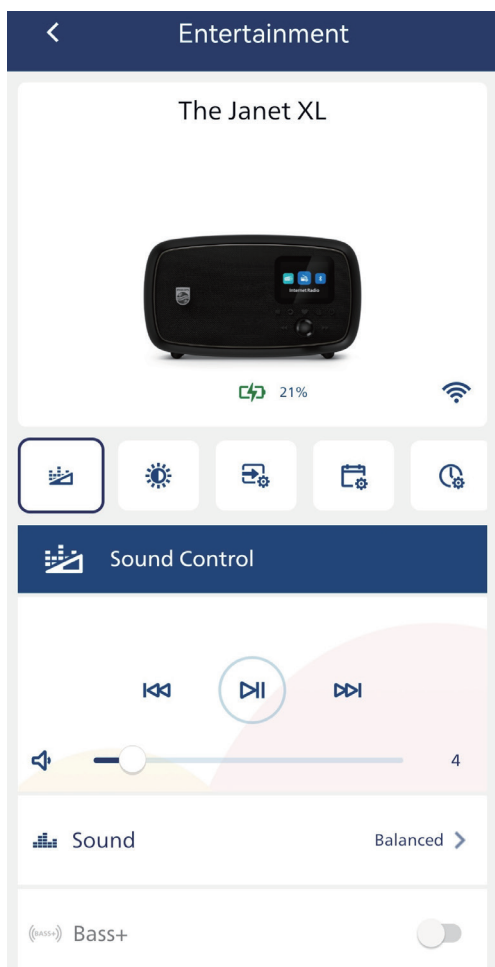 Entertainment
The Janet XL
Internet Radio
21%
Sound Control
4
Sound
Balanced
BASS+
Bass+